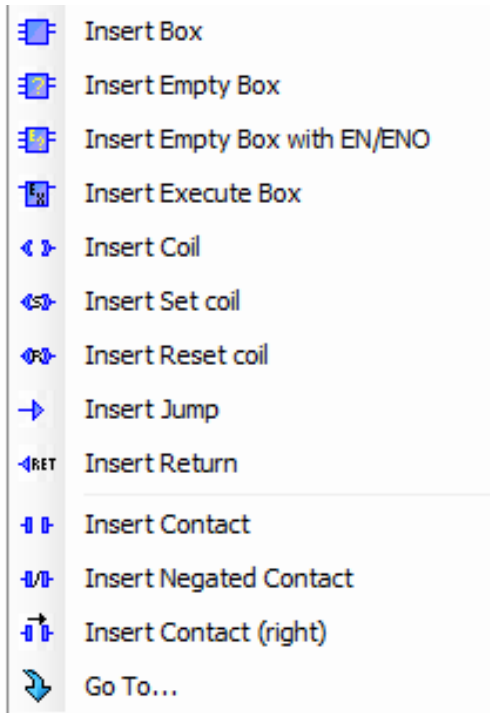 Insert Box
Insert Empty Box
Insert Empty Box with EN/ENO
Insert Execute Box
Insert Coil
Insert Set coil
Insert Reset coil
Insert Jump
RET Insert Return
Insert Contact
Insert Negated Contact
Insert Contact (right)
Go To...